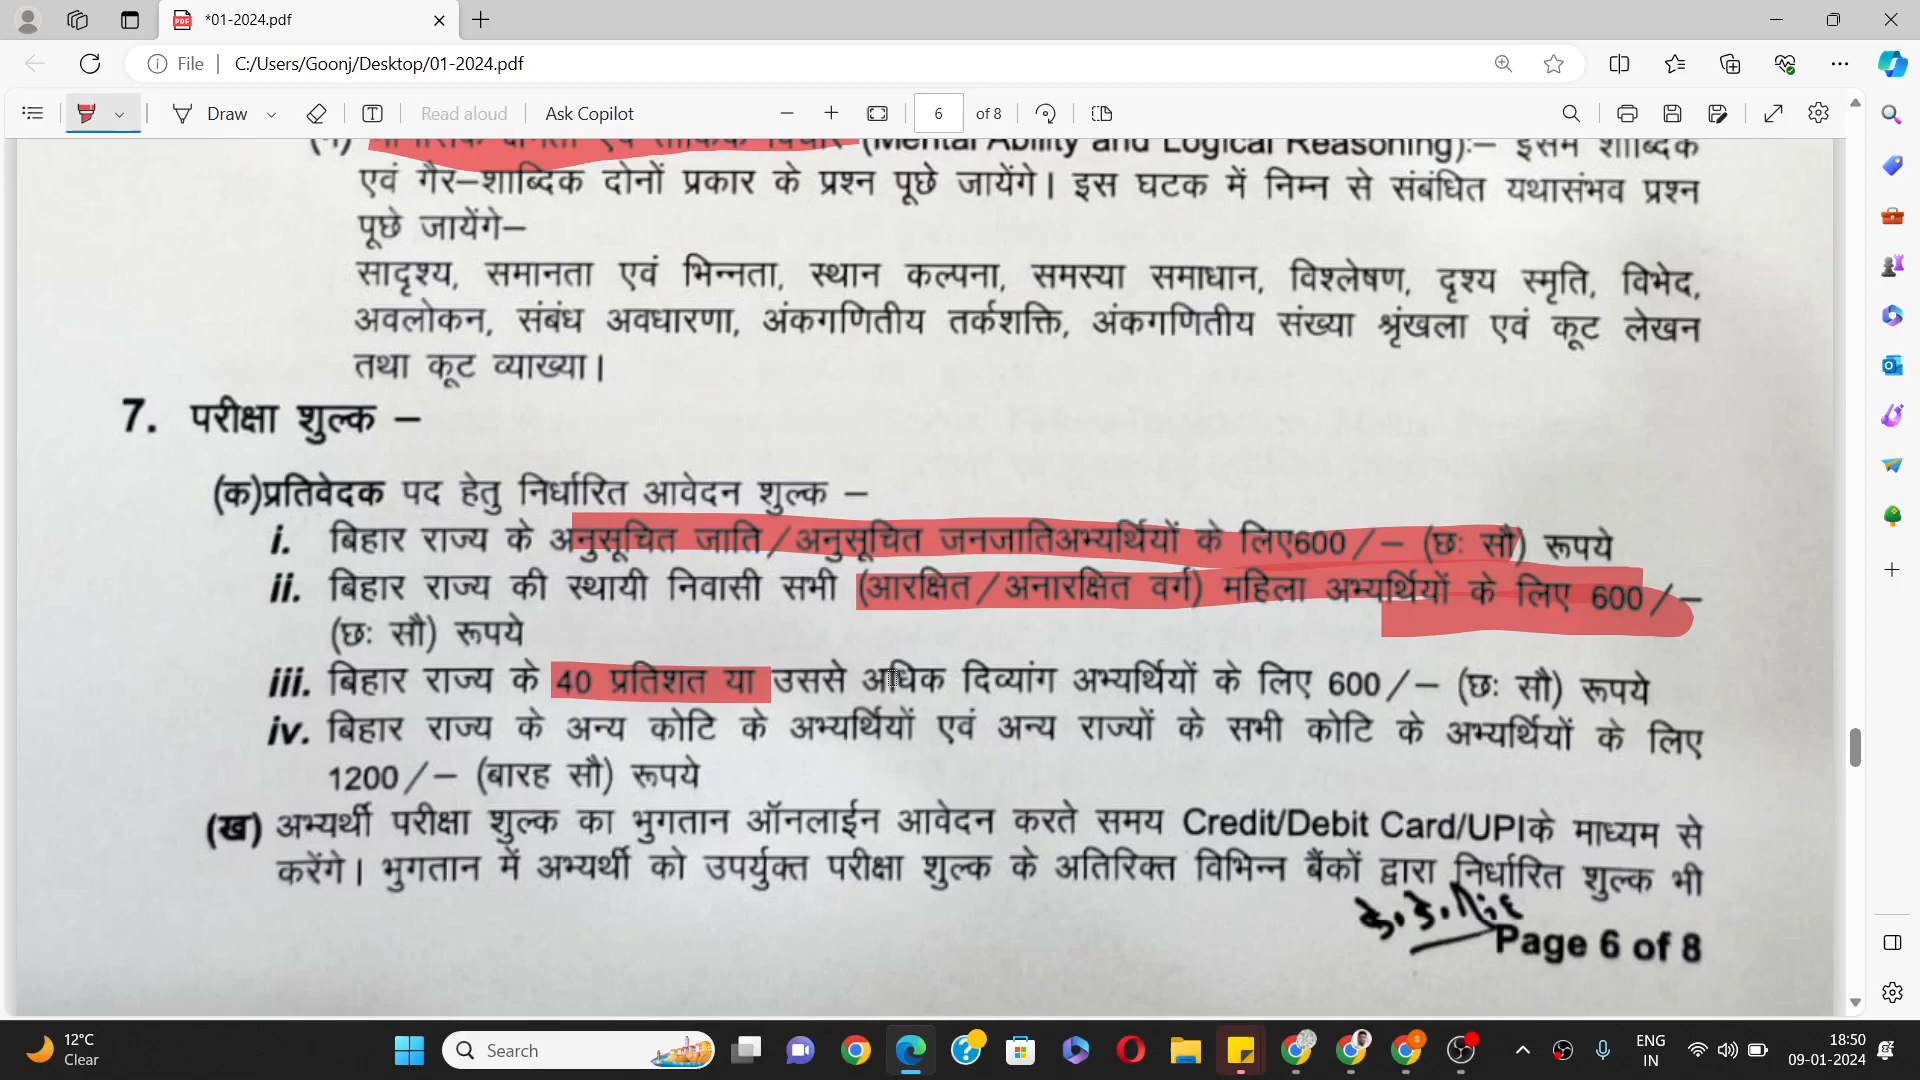 *01-2024.pdf
File
C:/Users/Goonj/Desktop/01-2024.pdf
Draw
Read aloud
Ask Copilot
6 of 8
(Mental Ability and Logical Reasoning):– इसमें शाब्दिक
एवं गैर–शाब्दिक दोनों प्रकार के प्रश्न पूछे जायेंगे। इस घटक में निम्न से संबंधित यथासंभव प्रश्न
पूछे जायेंगे–
सादृश्य, समानता एवं भिन्नता, स्थान कल्पना, समस्या समाधान, विश्लेषण, दृश्य स्मृति, विभेद,
अवलोकन, संबंध अवधारणा, अंकगणितीय तर्कशक्ति, अंकगणितीय संख्या श्रृंखला एवं कूट लेखन
तथा कूट व्याख्या।
7. परीक्षा शुल्क –
(क)प्रतिवेदक पद हेतु निर्धारित आवेदन शुल्क –
i. बिहार राज्य के अनुसूचित जाति/अनुसूचित जनजातिअभ्यर्थियों के लिए600/– (छः सौ) रूपये
ii. बिहार राज्य की स्थायी निवासी सभी (आरक्षित/अनारक्षित वर्ग) महिला अभ्यर्थियों के लिए 600/–
(छः सौ) रूपये
iii. बिहार राज्य के 40 प्रतिशत या उससे अधिक दिव्यांग अभ्यर्थियों के लिए 600/– (छः सौ) रूपये
iv. बिहार राज्य के अन्य कोटि के अभ्यर्थियों एवं अन्य राज्यों के सभी कोटि के अभ्यर्थियों के लिए
1200/– (बारह सौ) रूपये
(ख) अभ्यर्थी परीक्षा शुल्क का भुगतान ऑनलाईन आवेदन करते समय Credit/Debit Card/UPIके माध्यम से
करेंगे। भुगतान में अभ्यर्थी को उपर्युक्त परीक्षा शुल्क के अतिरिक्त विभिन्न बैंकों द्वारा निर्धारित शुल्क भी
Page 6 of 8
12°C
Clear
Search
ENG
IN
18:50
09-01-2024